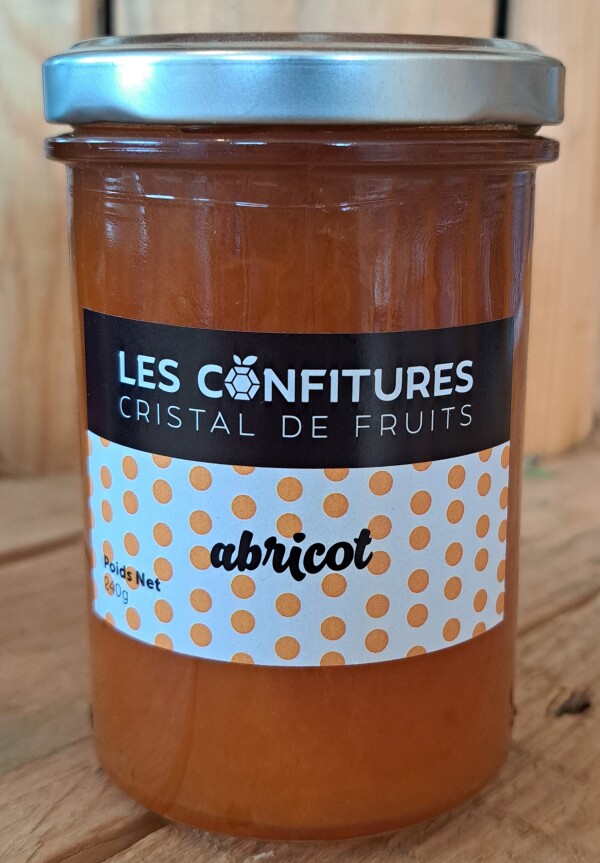 LES CONFITURES
CRISTAL DE FRUITS
abricot
Poids Net
240g